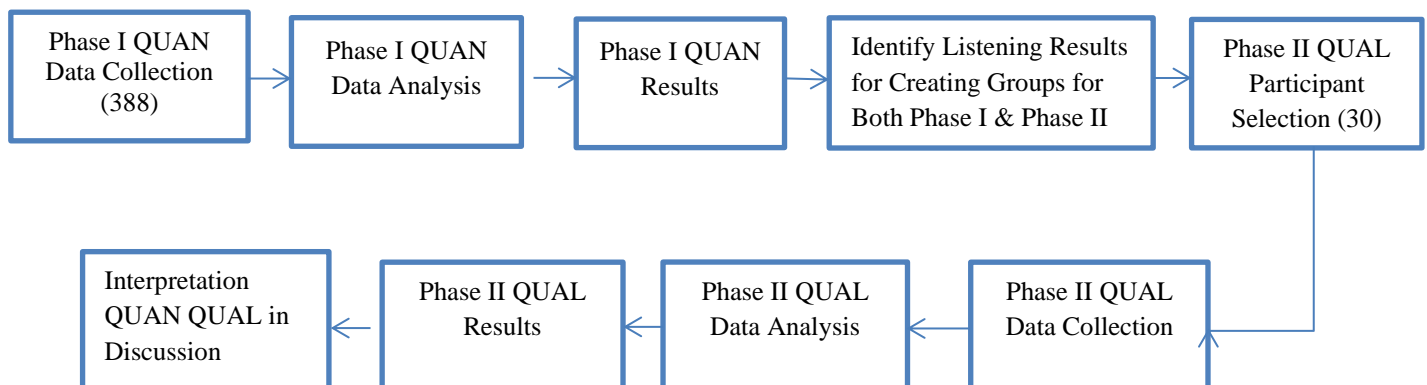 Phase I QUAN
Data Collection
(388)
Phase I QUAN
Data Analysis
Phase I QUAN
Results
Identify Listening Results
for Creating Groups for
Both Phase I & Phase II
Phase II QUAL
Participant
Selection (30)
Phase II QUAL
Data Collection
Phase II QUAL
Data Analysis
Phase II QUAL
Results
Interpretation
QUAN QUAL in
Discussion